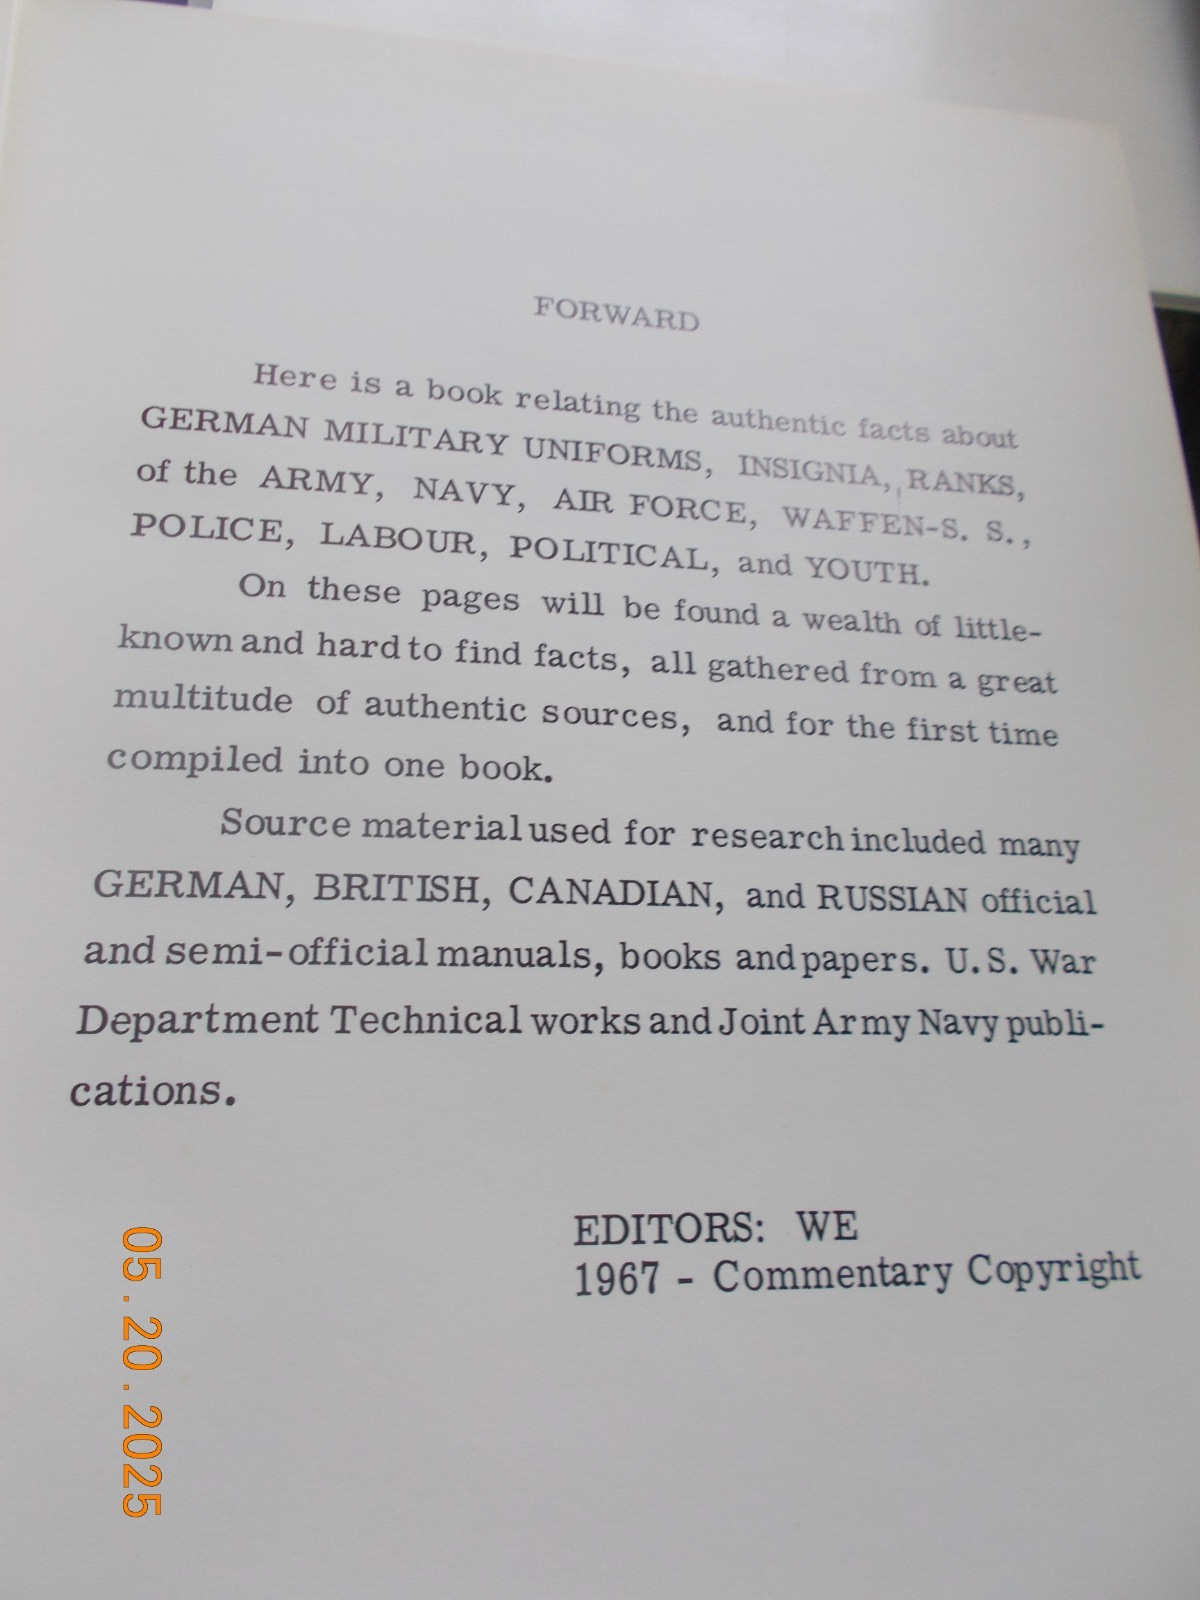 FORWARD
Here is a book relating the authentic facts about
GERMAN MILITARY UNIFORMS, INSIGNIA, RANKS,
of the ARMY, NAVY, AIR FORCE, WAFFEN-S. S.,
POLICE, LABOUR, POLITICAL, and YOUTH.
On these pages will be found a wealth of little-
known and hard to find facts, all gathered from a great
multitude of authentic sources, and for the first time
compiled into one book.
Source material used for research included many
GERMAN, BRITISH, CANADIAN, and RUSSIAN official
and semi-official manuals, books and papers. U.S. War
Department Technical works and Joint Army Navy publi-
cations.
EDITORS: WE
1967 - Commentary Copyright
05.20.2025